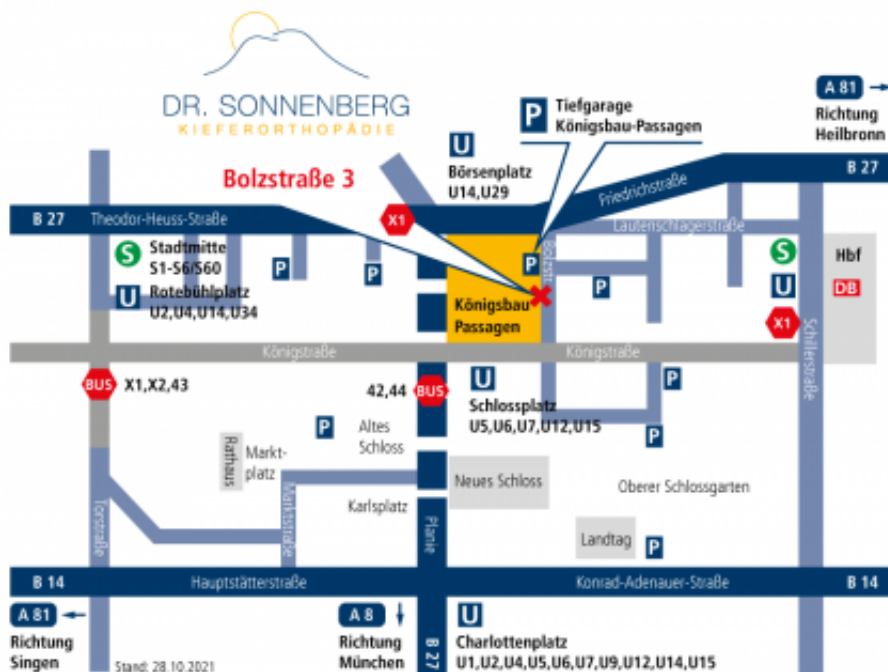 DR. SONNENBERG
KIEFERORTHOPÄDIE
P
Tiefgarage
Königsbau-Passagen
A 81
Richtung
Heilbronn
U
Börsenplatz
U14,U29
Bolzstraße 3
B 27
Friedrichstraße
B 27
Theodor-Heuss-Straße
X1
Lautenschlagerstraße
S
Stadtmitte
S1-S6/S60
U
Rotebühlplatz
U2,U4,U14,U34
P
P
P
Bolzstr
P
Königsbau
Passagen
S
U
Hbf
DB
X1
Schillerstraße
Königstraße
Königstraße
BUS
X1,X2,43
42,44
BUS
U
Schlossplatz
U5,U6,U7,U12,U15
P
P
P
Altes
Schloss
Rathaus
Markt-
platz
Marktstraße
Karlsplatz
Neues Schloss
Oberer Schlossgarten
Torstraße
Planie
Landtag
P
B 14
Hauptstätterstraße
Konrad-Adenauer-Straße
B 14
A 81
Richtung
Singen
Stand: 28.10.2021
A 8
Richtung
München
B 27
U
Charlottenplatz
U1,U2,U4,U5,U6,U7,U9,U12,U14,U15